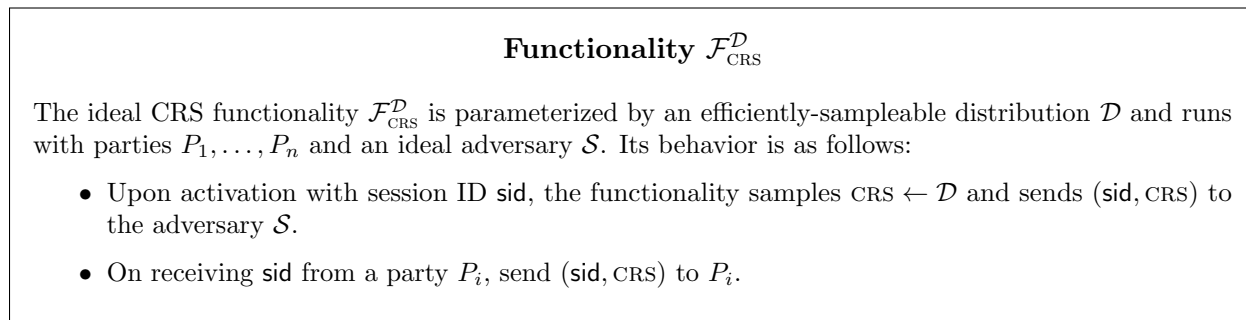 Functionality $\mathcal{F}_{\text{CRS}}^{\mathcal{D}}$
The ideal CRS functionality $\mathcal{F}_{\text{CRS}}^{\mathcal{D}}$ is parameterized by an efficiently-sampleable distribution $\mathcal{D}$ and runs
with parties $P_1, \ldots, P_n$ and an ideal adversary $\mathcal{S}$. Its behavior is as follows:
• Upon activation with session ID sid, the functionality samples CRS ← $\mathcal{D}$ and sends (sid, CRS) to
the adversary $\mathcal{S}$.
• On receiving sid from a party $P_i$, send (sid, CRS) to $P_i$.